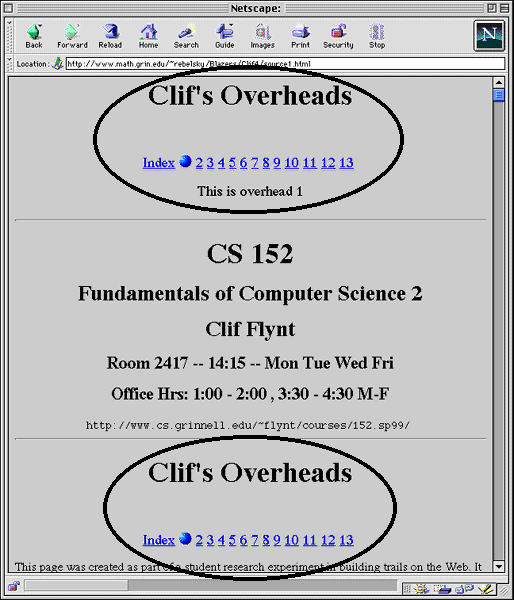 Netscape:
Back Forward Reload Home Search Guide Images Print Security Stop
N
Location: http://www.math.grin.edu/~rebelsky/Blazers/Clif1/source1.html
Clif's Overheads
Index 2 3 4 5 6 7 8 9 10 11 12 13
This is overhead 1
CS 152
Fundamentals of Computer Science 2
Clif Flynt
Room 2417 -- 14:15 -- Mon Tue Wed Fri
Office Hrs: 1:00 - 2:00 , 3:30 - 4:30 M-F
http://www.cs.grinnell.edu/~flynt/courses/152.sp99/
Clif's Overheads
Index 2 3 4 5 6 7 8 9 10 11 12 13
This page was created as part of a student research experiment in building trails on the Web. It